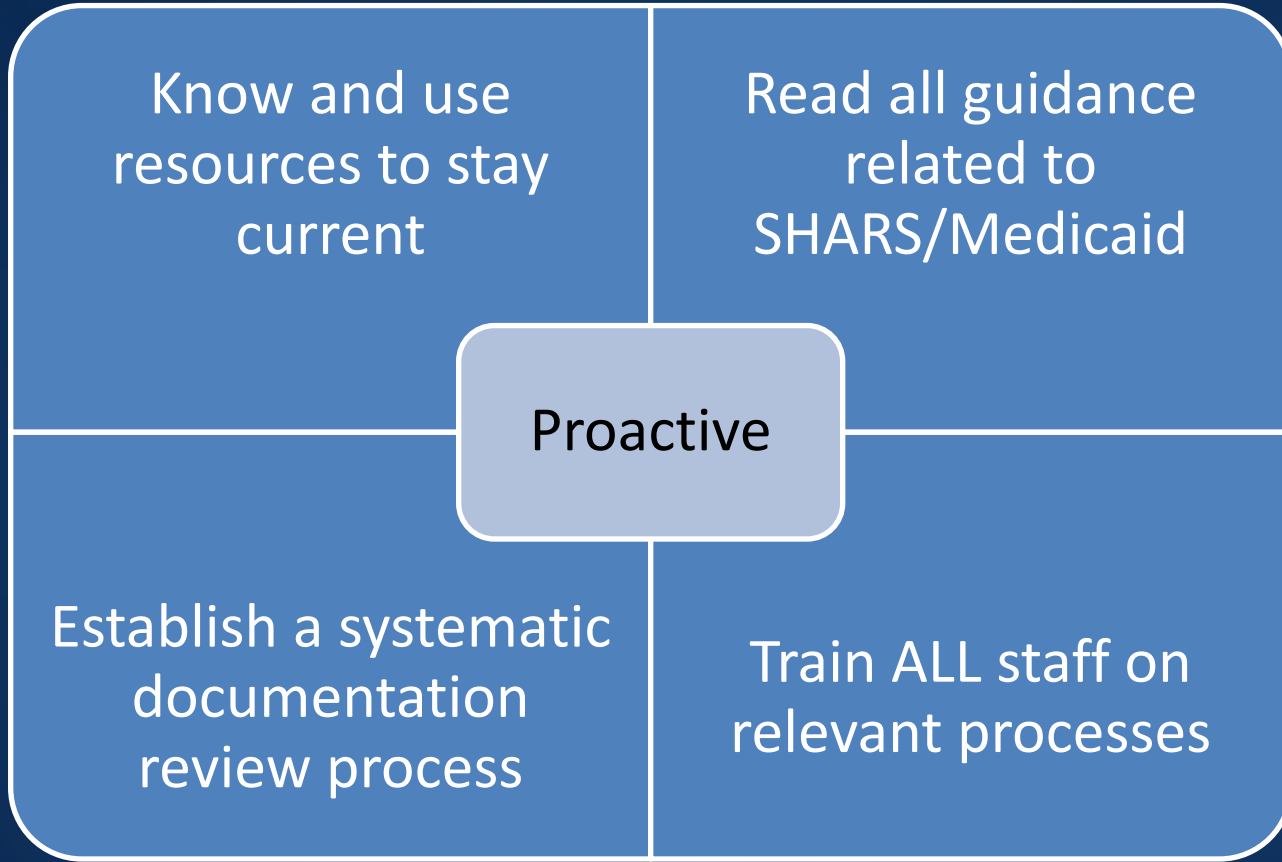 Know and use
resources to stay
current
Read all guidance
related to
SHARS/Medicaid
Proactive
Establish a systematic
documentation
review process
Train ALL staff on
relevant processes